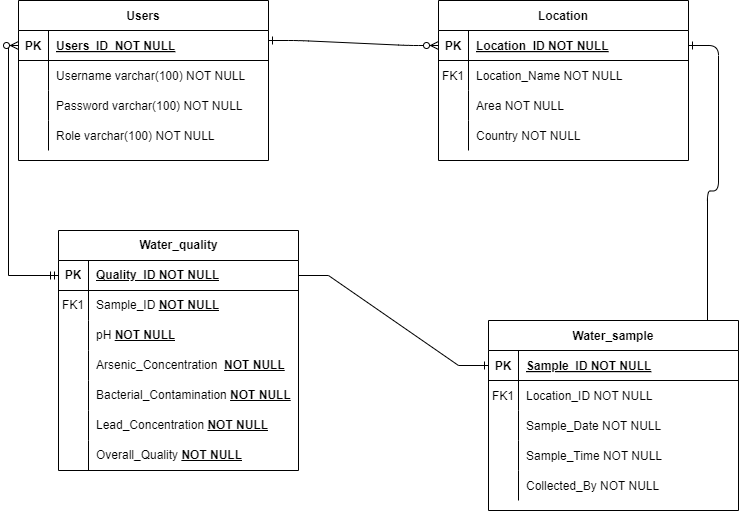 Users
PK Users_ID NOT NULL
Username varchar(100) NOT NULL
Password varchar(100) NOT NULL
Role varchar(100) NOT NULL
Location
PK Location_ID NOT NULL
FK1 Location_Name NOT NULL
Area NOT NULL
Country NOT NULL
Water_quality
PK Quality_ID NOT NULL
FK1 Sample_ID NOT NULL
pH NOT NULL
Arsenic_Concentration NOT NULL
Bacterial_Contamination NOT NULL
Lead_Concentration NOT NULL
Overall_Quality NOT NULL
Water_sample
PK Sample_ID NOT NULL
FK1 Location_ID NOT NULL
Sample_Date NOT NULL
Sample_Time NOT NULL
Collected_By NOT NULL